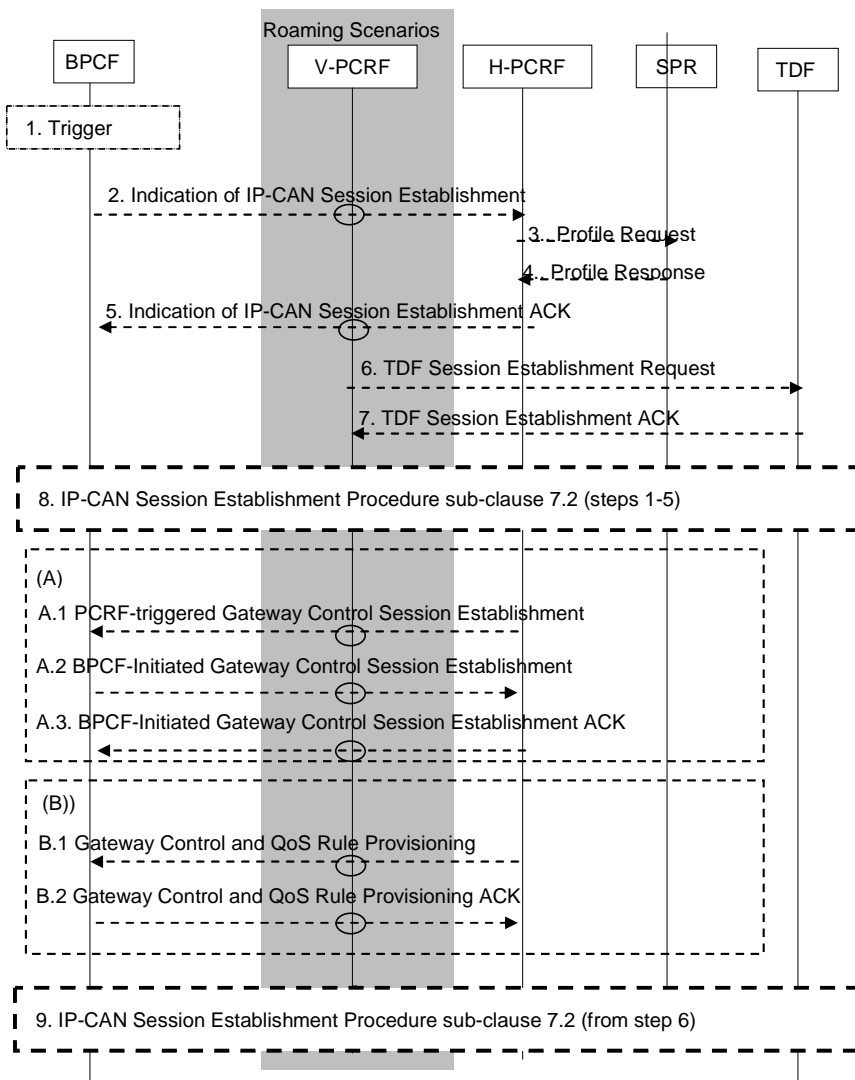 Roaming Scenarios
BPCF
V-PCRF
H-PCRF
SPR
TDF
1. Trigger
2. Indication of IP-CAN Session Establishment
3.. Profile Request
4.. Profile Response
5. Indication of IP-CAN Session Establishment ACK
6. TDF Session Establishment Request
7. TDF Session Establishment ACK
8. IP-CAN Session Establishment Procedure sub-clause 7.2 (steps 1-5)
(A)
A.1 PCRF-triggered Gateway Control Session Establishment
A.2 BPCF-Initiated Gateway Control Session Establishment
A.3. BPCF-Initiated Gateway Control Session Establishment ACK
(B))
B.1 Gateway Control and QoS Rule Provisioning
B.2 Gateway Control and QoS Rule Provisioning ACK
9. IP-CAN Session Establishment Procedure sub-clause 7.2 (from step 6)